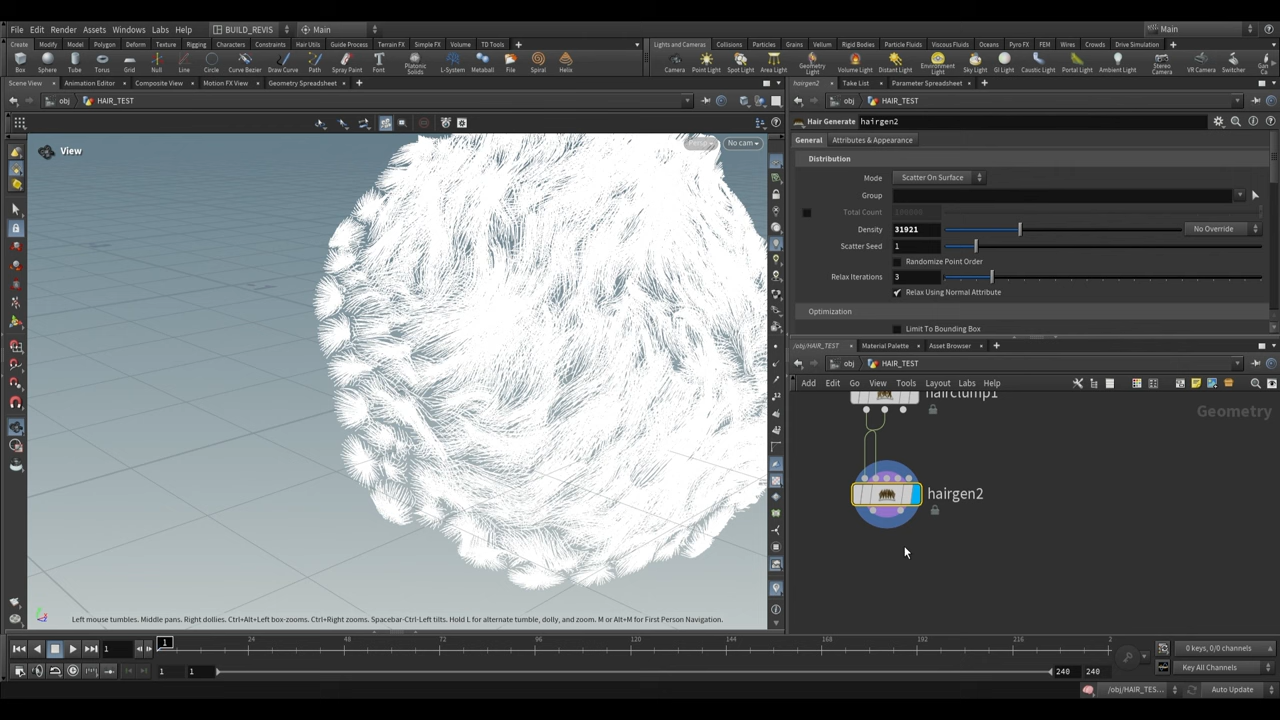 File Edit Render Assets Windows Labs Help BUILD_REVIS Main Main
Create Modify Model Polygon Deform Texture Rigging Characters Constraints Hair Utils Guide Process Terrain FX Simple FX Volume TD Tools
Lights and Cameras Collisions Particles Grains Vellum Rigid Bodies Particle Fluids Viscous Fluids Oceans Pyro FX FEM Wires Crowds Drive Simulation
Box Sphere Tube Torus Grid Null Line Circle Curve Bezier Draw Curve Path Spray Paint Font Platonic Solids L-System Metaball File Spiral Helix
Camera Point Light Spot Light Area Light Geometry Light Volume Light Distant Light Environment Light Sky Light GI Light Caustic Light Portal Light Ambient Light Stereo Camera VR Camera Switcher
Scene View Animation Editor Composite View Motion FX View Geometry Spreadsheet
hairgen2 Take List Parameter Spreadsheet
obj HAIR_TEST
obj HAIR_TEST
Hair Generate hairgen2
General Attributes & Appearance
View
Persp No cam
Distribution
Mode Scatter On Surface
Group
Total Count
Density 31921 No Override
Scatter Seed 1
Randomize Point Order
Relax Iterations 3
Relax Using Normal Attribute
Optimization
Limit To Bounding Box
/obj/HAIR_TEST Material Palette Asset Browser
obj HAIR_TEST
Add Edit Go View Tools Layout Labs Help
hairclump1
Geometry
hairgen2
Left mouse tumbles. Middle pans. Right dollies. Ctrl+Alt+Left box-zooms. Ctrl+Right zooms. Spacebar-Ctrl-Left tilts. Hold L for alternate tumble, dolly, and zoom. M or Alt+M for First Person Navigation.
1 1 24 48 72 96 120 144 168 192 216 2
0 keys, 0/0 channels
1 1 240 240 Key All Channels
/obj/HAIR_TES... Auto Update